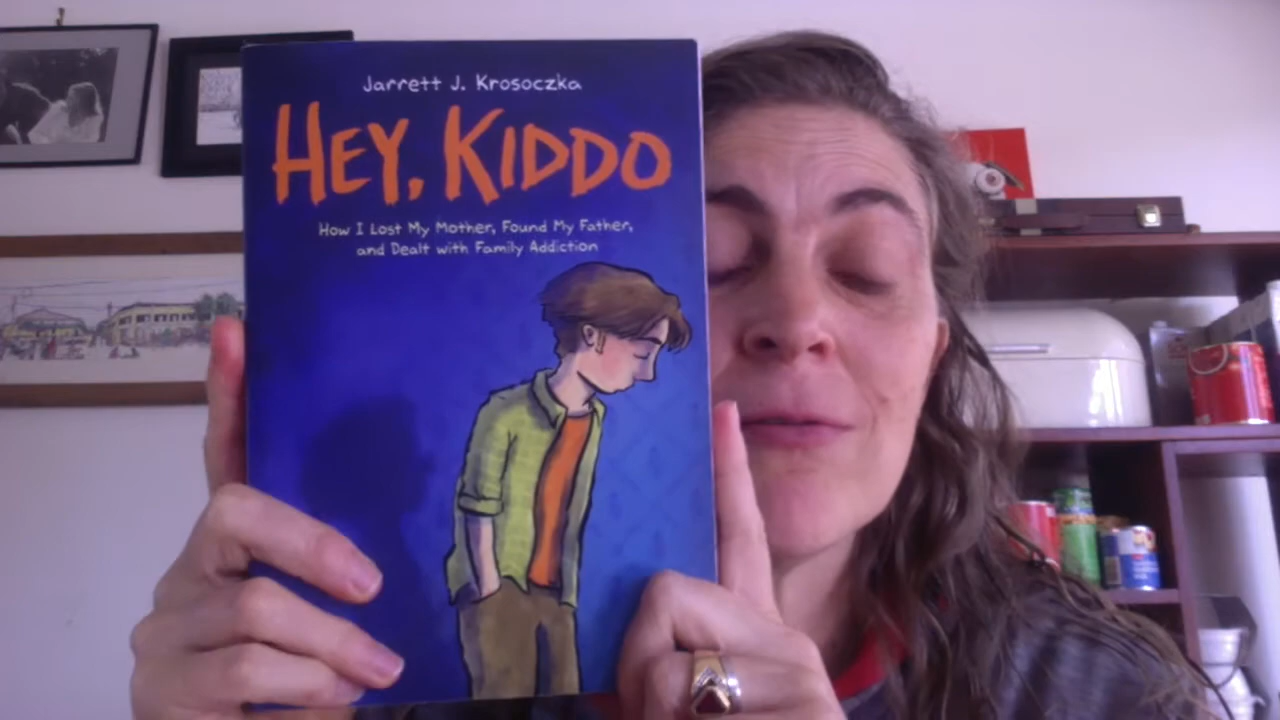 Jarrett J. Krosoczka
HEY, KIDDO
How I Lost My Mother, Found My Father,
and Dealt with Family Addiction